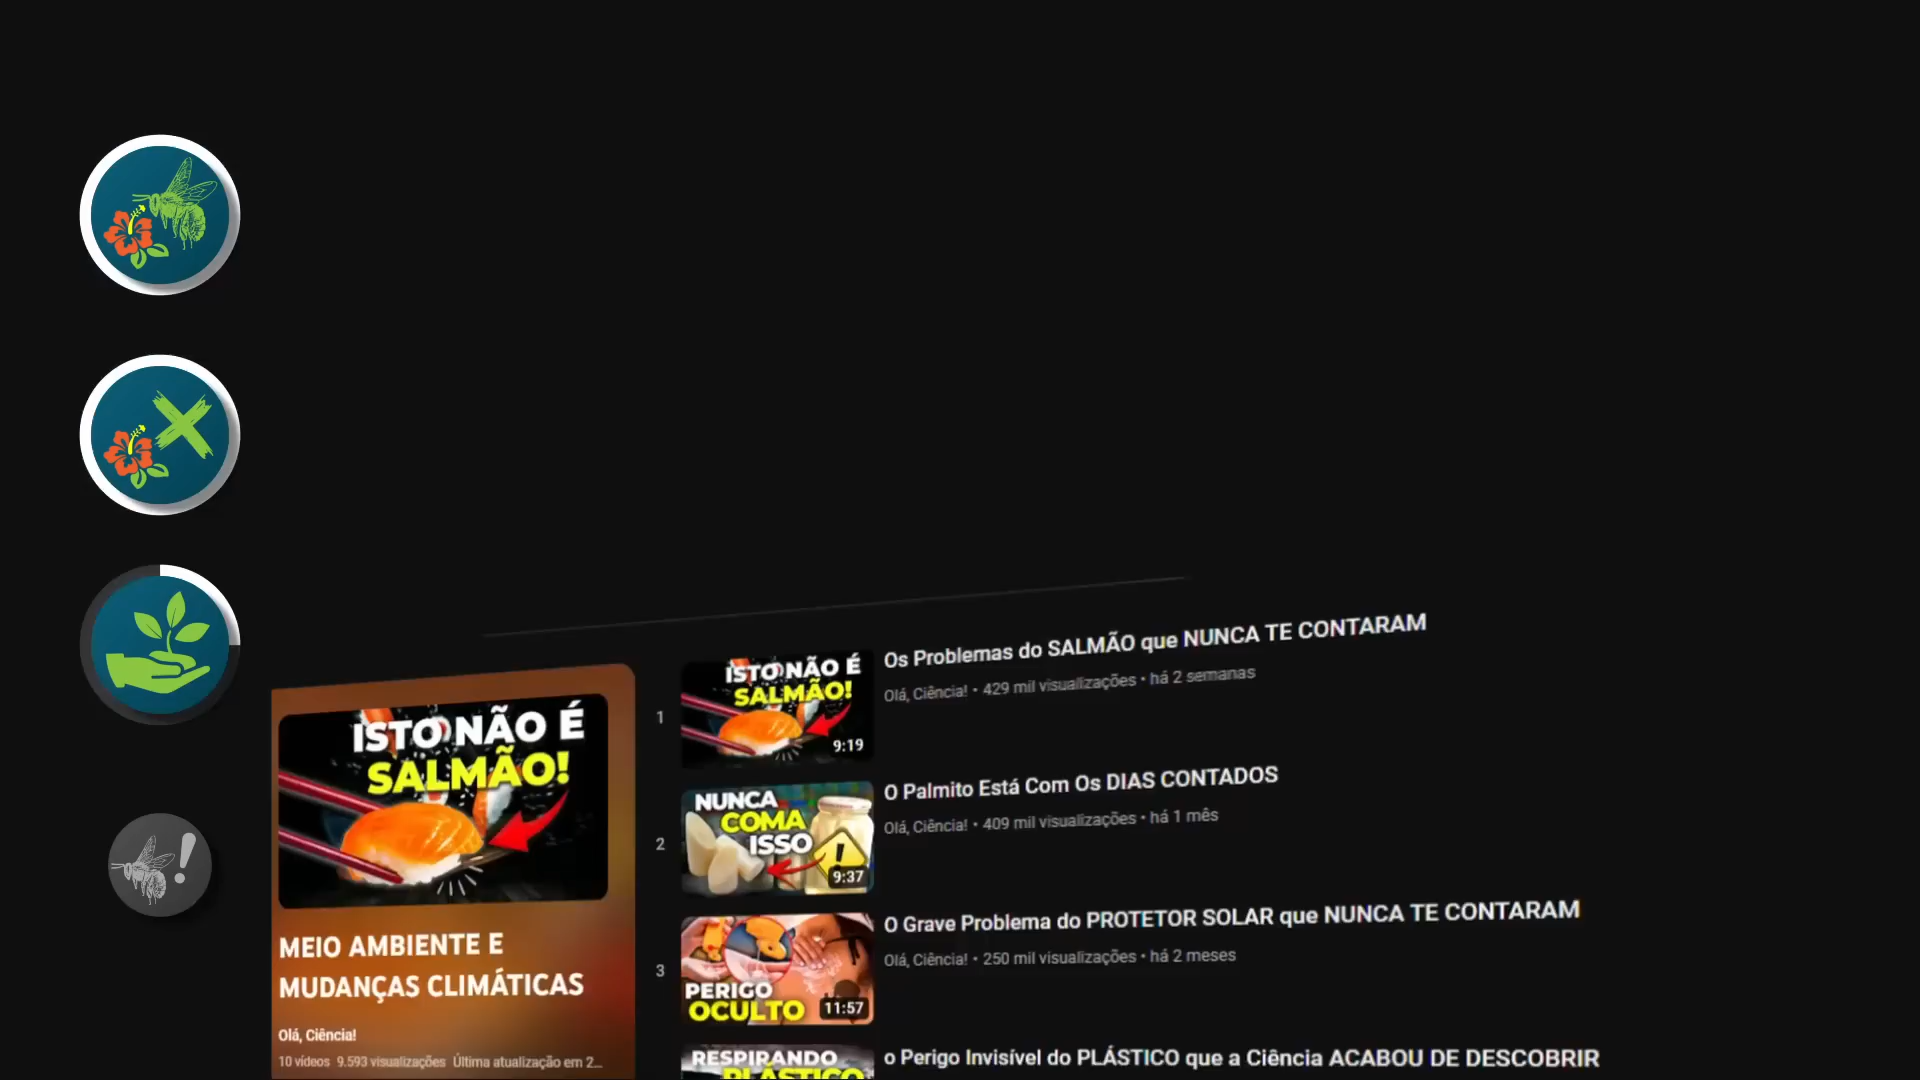 ISTO NÃO É
SALMÃO!
MEIO AMBIENTE E
MUDANÇAS CLIMÁTICAS
Olá, Ciência!
10 vídeos 9.593 visualizações Última atualização em 2...
1
ISTO NÃO É
SALMÃO!
9:19
Os Problemas do SALMÃO que NUNCA TE CONTARAM
Olá, Ciência! • 429 mil visualizações • há 2 semanas
2
NUNCA
COMA
ISSO
9:37
O Palmito Está Com Os DIAS CONTADOS
Olá, Ciência! • 409 mil visualizações • há 1 mês
3
PERIGO
OCULTO
11:57
O Grave Problema do PROTETOR SOLAR que NUNCA TE CONTARAM
Olá, Ciência! • 250 mil visualizações • há 2 meses
RESPIRANDO
PLÁSTICO
o Perigo Invisível do PLÁSTICO que a Ciência ACABOU DE DESCOBRIR